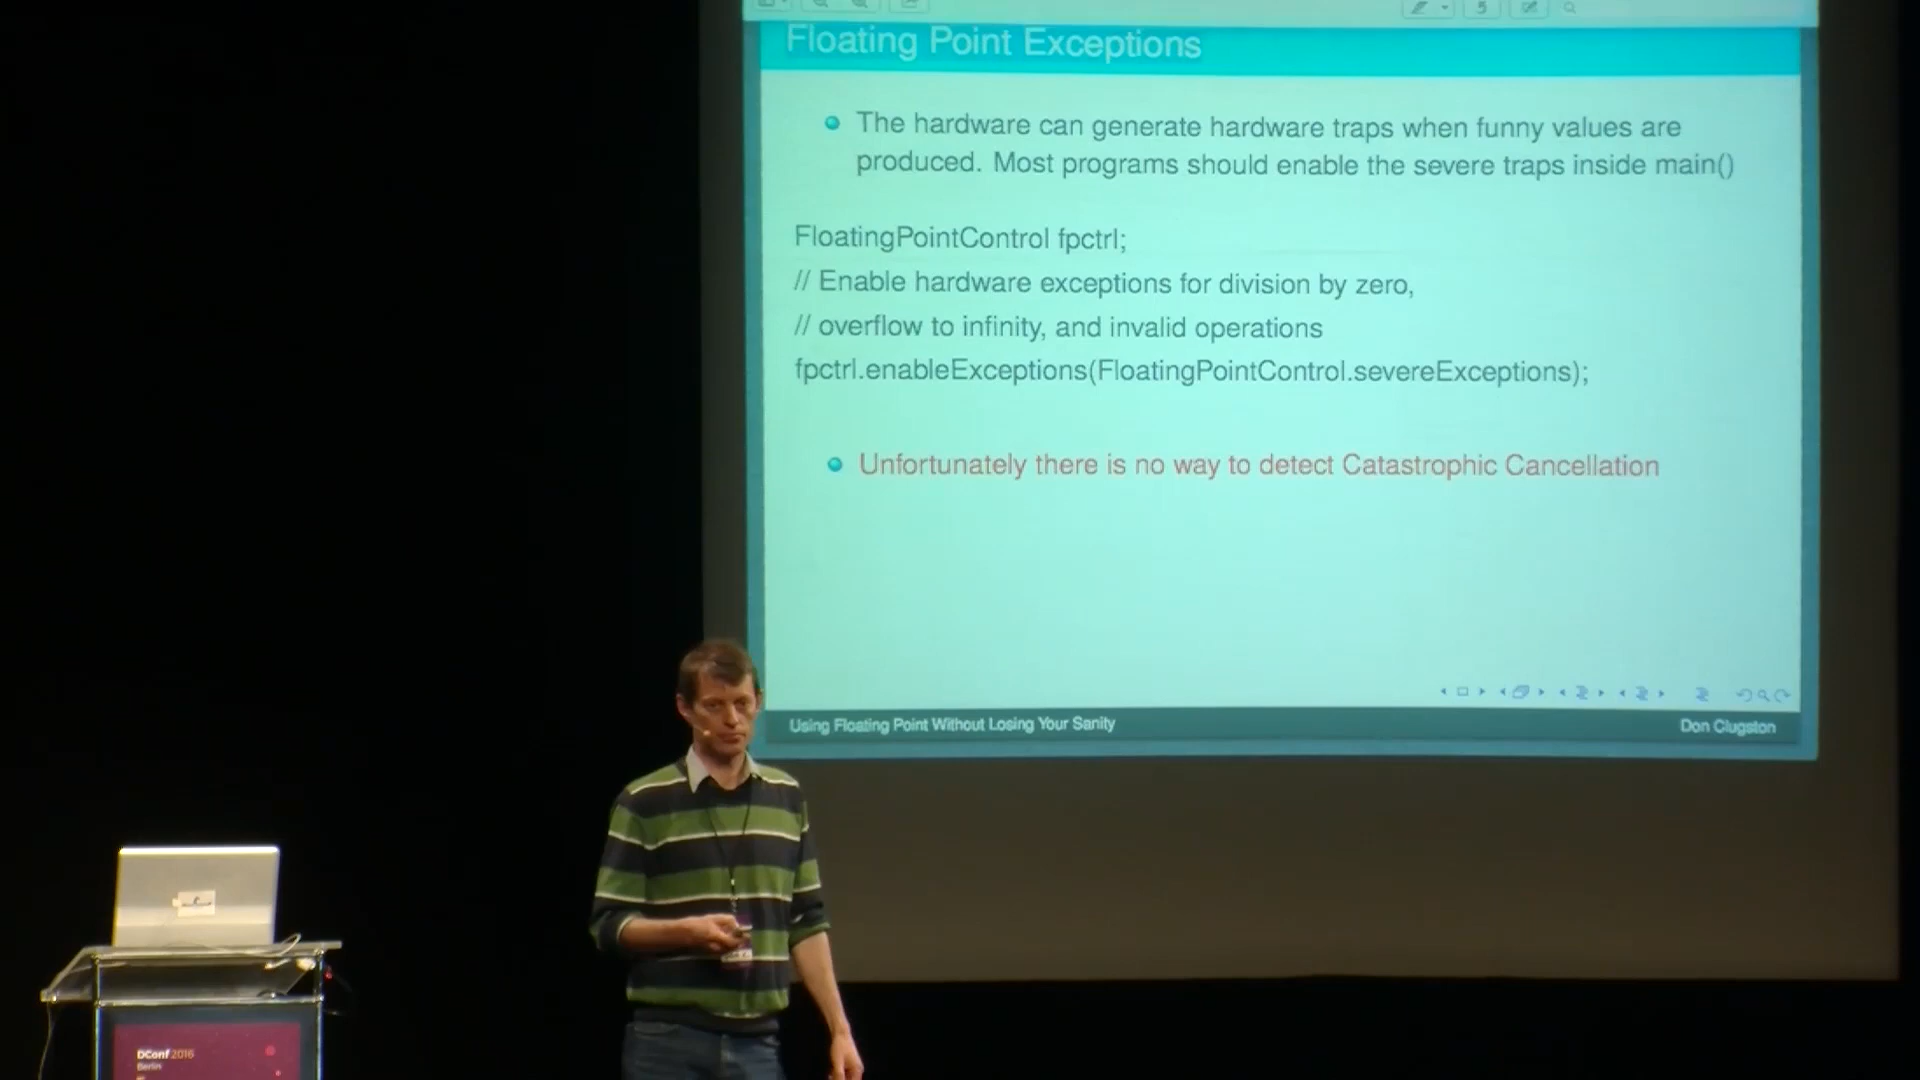 Floating Point Exceptions
The hardware can generate hardware traps when funny values are
produced. Most programs should enable the severe traps inside main()
FloatingPointControl fpctrl;
// Enable hardware exceptions for division by zero,
// overflow to infinity, and invalid operations
fpctrl.enableExceptions(FloatingPointControl.severeExceptions);
Unfortunately there is no way to detect Catastrophic Cancellation
Using Floating Point Without Losing Your Sanity
Don Clugston
DConf 2016
Berlin